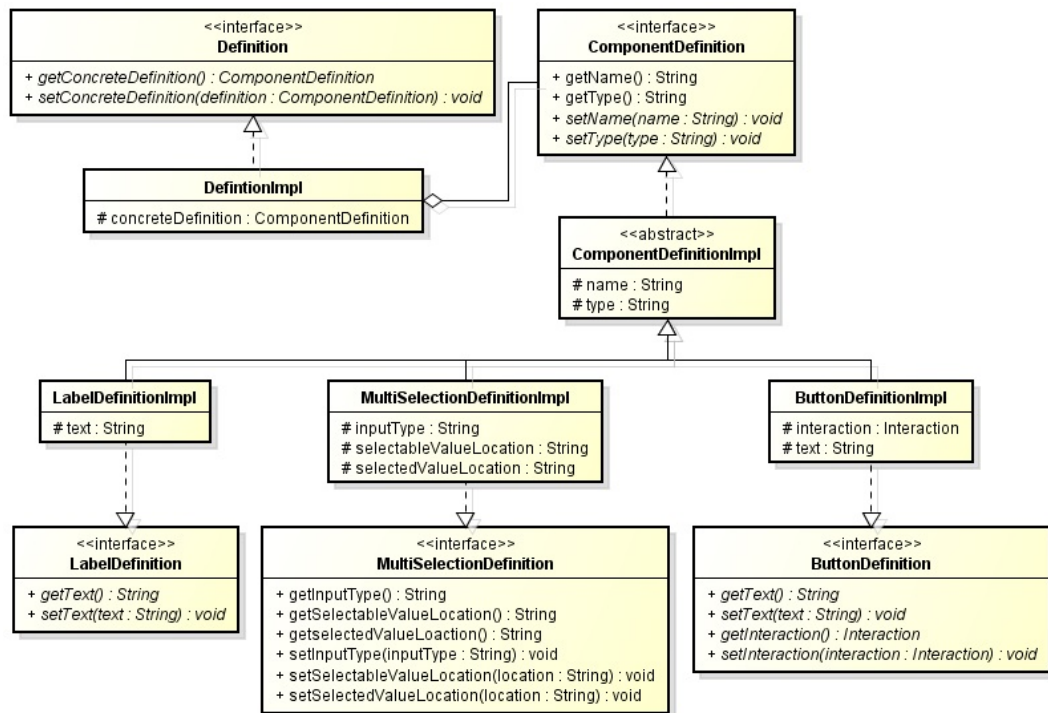 <<interface>>
Definition
+ getConcreteDefinition() : ComponentDefinition
+ setConcreteDefinition(definition : ComponentDefinition) : void
<<interface>>
ComponentDefinition
+ getName() : String
+ getType() : String
+ setName(name : String) : void
+ setType(type : String) : void
DefintionImpl
# concreteDefinition : ComponentDefinition
<<abstract>>
ComponentDefinitionImpl
# name : String
# type : String
LabelDefinitionImpl
# text : String
MultiSelectionDefinitionImpl
# inputType : String
# selectableValueLocation : String
# selectedValueLocation : String
ButtonDefinitionImpl
# interaction : Interaction
# text : String
<<interface>>
LabelDefinition
+ getText() : String
+ setText(text : String) : void
<<interface>>
MultiSelectionDefinition
+ getInputType() : String
+ getSelectableValueLocation() : String
+ getselectedValueLoaction() : String
+ setInputType(inputType : String) : void
+ setSelectableValueLocation(location : String) : void
+ setSelectedValueLocation(location : String) : void
<<interface>>
ButtonDefinition
+ getText() : String
+ setText(text : String) : void
+ getInteraction() : Interaction
+ setInteraction(interaction : Interaction) : void